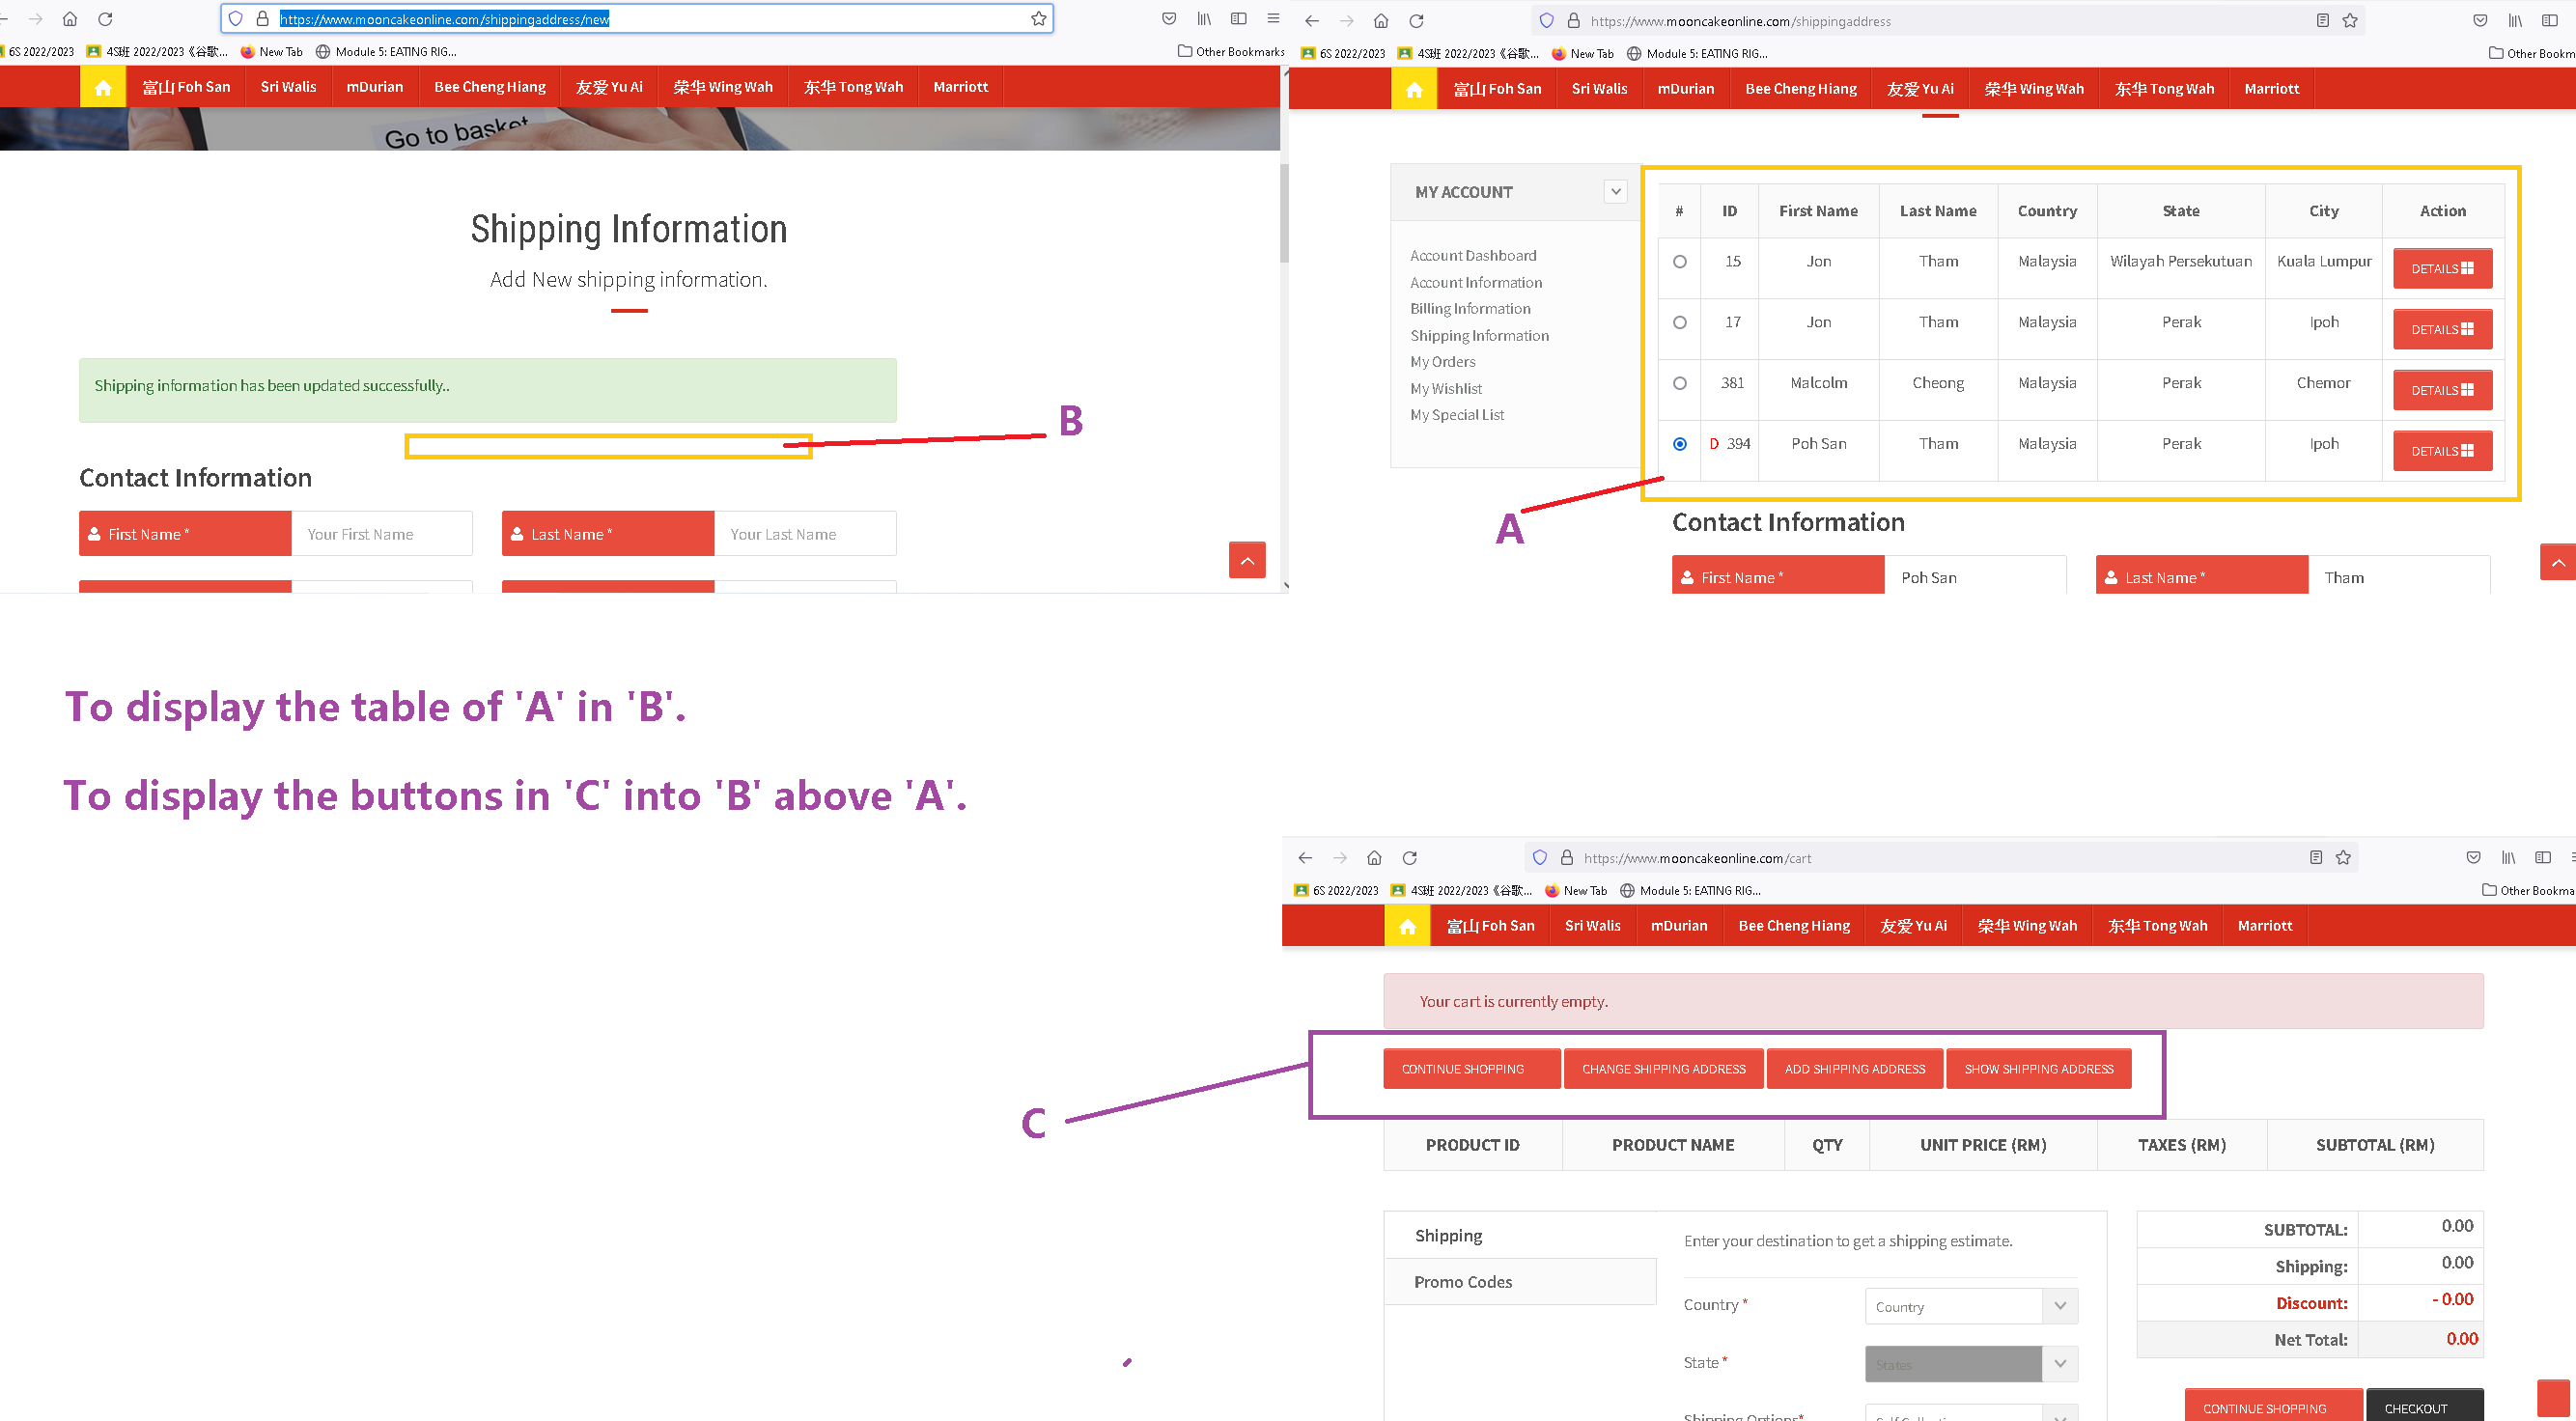 https://www.mooncakeonline.com/shippingaddress/new
6S 2022/2023 4S班 2022/2023《谷歌... New Tab Module 5: EATING RIG... Other Bookmarks
富山 Foh San Sri Walis mDurian Bee Cheng Hiang 友爱 Yu Ai 荣华 Wing Wah 东华 Tong Wah Marriott
Go to basket
Shipping Information
Add New shipping information.
Shipping information has been updated successfully..
B
Contact Information
First Name * Your First Name Last Name * Your Last Name
https://www.mooncakeonline.com/shippingaddress
6S 2022/2023 4S班 2022/2023《谷歌... New Tab Module 5: EATING RIG... Other Bookm
富山 Foh San Sri Walis mDurian Bee Cheng Hiang 友爱 Yu Ai 荣华 Wing Wah 东华 Tong Wah Marriott
MY ACCOUNT
Account Dashboard
Account Information
Billing Information
Shipping Information
My Orders
My Wishlist
My Special List
# ID First Name Last Name Country State City Action
15 Jon Tham Malaysia Wilayah Persekutuan Kuala Lumpur DETAILS
17 Jon Tham Malaysia Perak Ipoh DETAILS
381 Malcolm Cheong Malaysia Perak Chemor DETAILS
D 394 Poh San Tham Malaysia Perak Ipoh DETAILS
A
Contact Information
First Name * Poh San Last Name * Tham
To display the table of 'A' in 'B'.
To display the buttons in 'C' into 'B' above 'A'.
https://www.mooncakeonline.com/cart
6S 2022/2023 4S班 2022/2023《谷歌... New Tab Module 5: EATING RIG... Other Bookma
富山 Foh San Sri Walis mDurian Bee Cheng Hiang 友爱 Yu Ai 荣华 Wing Wah 东华 Tong Wah Marriott
Your cart is currently empty.
CONTINUE SHOPPING CHANGE SHIPPING ADDRESS ADD SHIPPING ADDRESS SHOW SHIPPING ADDRESS
C
PRODUCT ID PRODUCT NAME QTY UNIT PRICE (RM) TAXES (RM) SUBTOTAL (RM)
Shipping
Promo Codes
Enter your destination to get a shipping estimate.
Country * Country
State * States
Shipping Options*
SUBTOTAL: 0.00
Shipping: 0.00
Discount: - 0.00
Net Total: 0.00
CONTINUE SHOPPING CHECKOUT